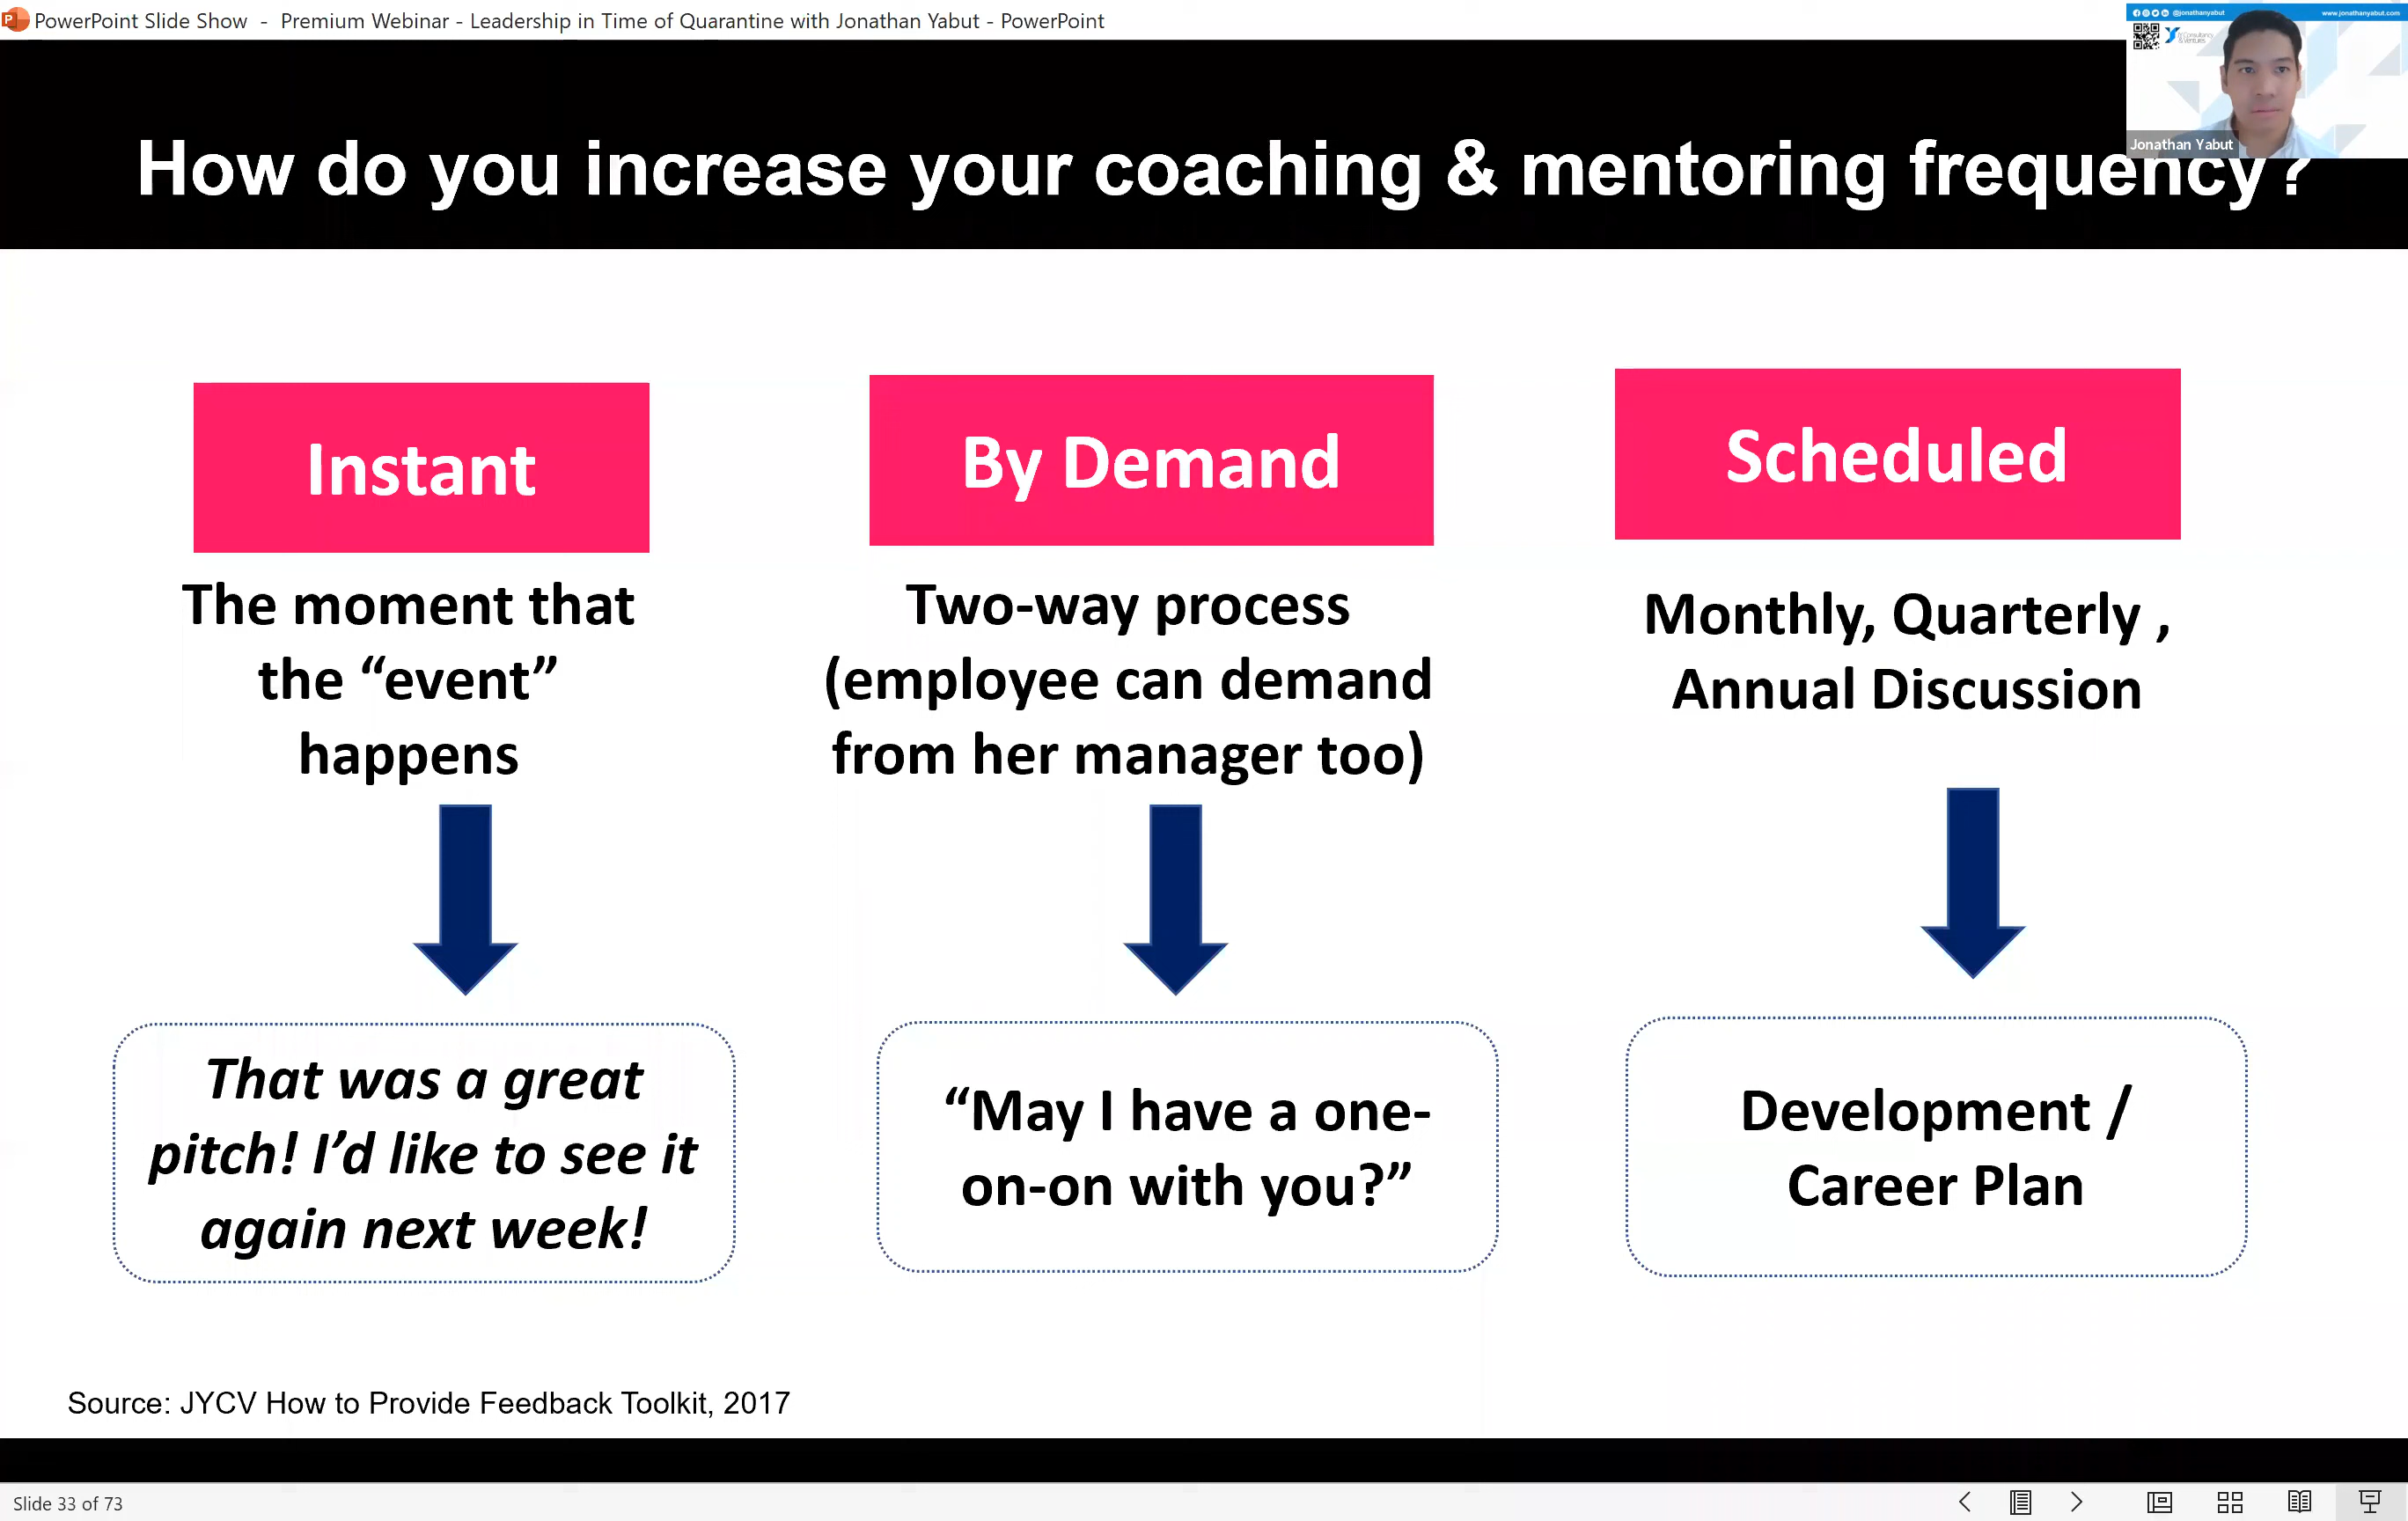 PowerPoint Slide Show - Premium Webinar - Leadership in Time of Quarantine with Jonathan Yabut - PowerPoint
@jonathanyabut
www.jonathanyabut.com
Jonathan Yabut
How do you increase your coaching & mentoring frequency?
Instant
The moment that
the “event”
happens
That was a great
pitch! I’d like to see it
again next week!
By Demand
Two-way process
(employee can demand
from her manager too)
“May I have a one-
on-on with you?”
Scheduled
Monthly, Quarterly ,
Annual Discussion
Development /
Career Plan
Source: JYCV How to Provide Feedback Toolkit, 2017
Slide 33 of 73